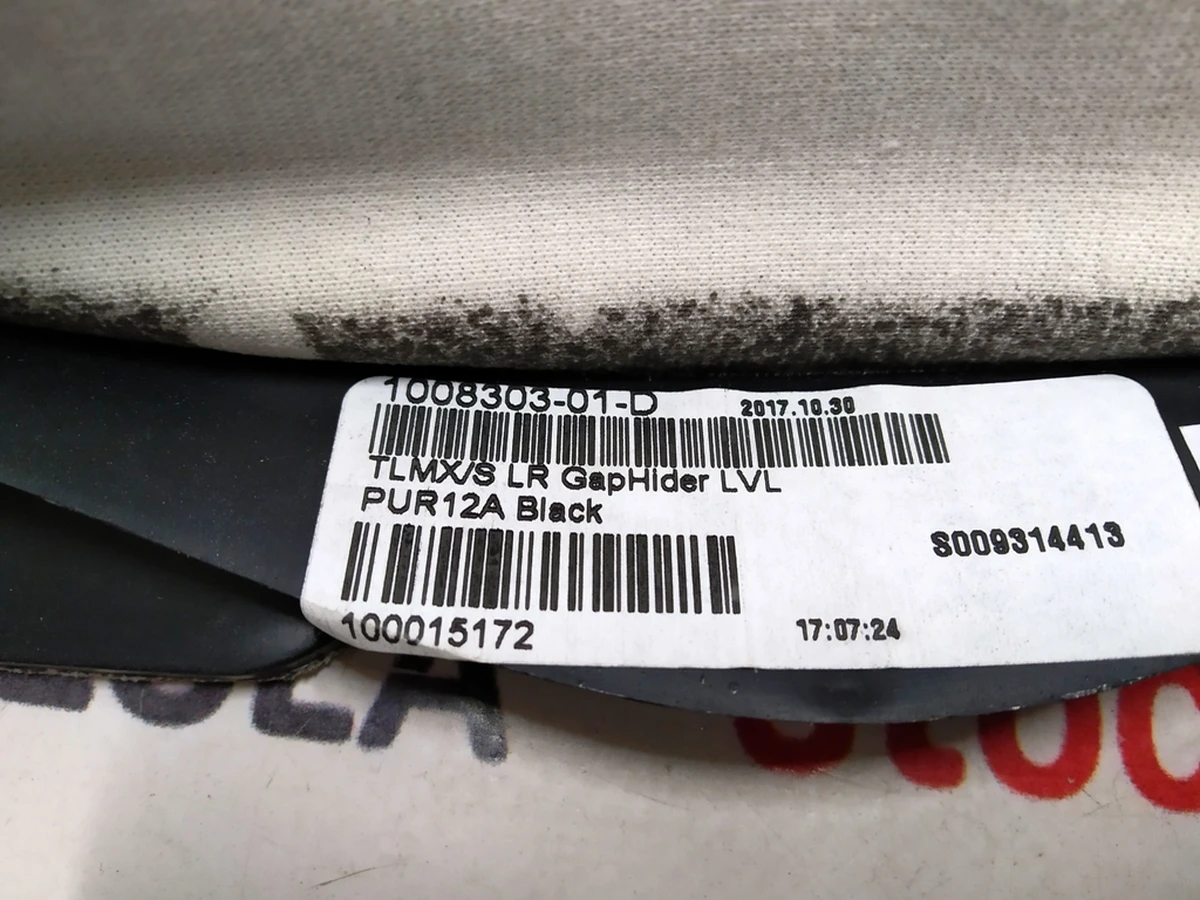 1008303-01-D
2017.10.30
TLMX/S LR GapHider LVL
PUR12A Black
S009314413
100015172
17:07:24